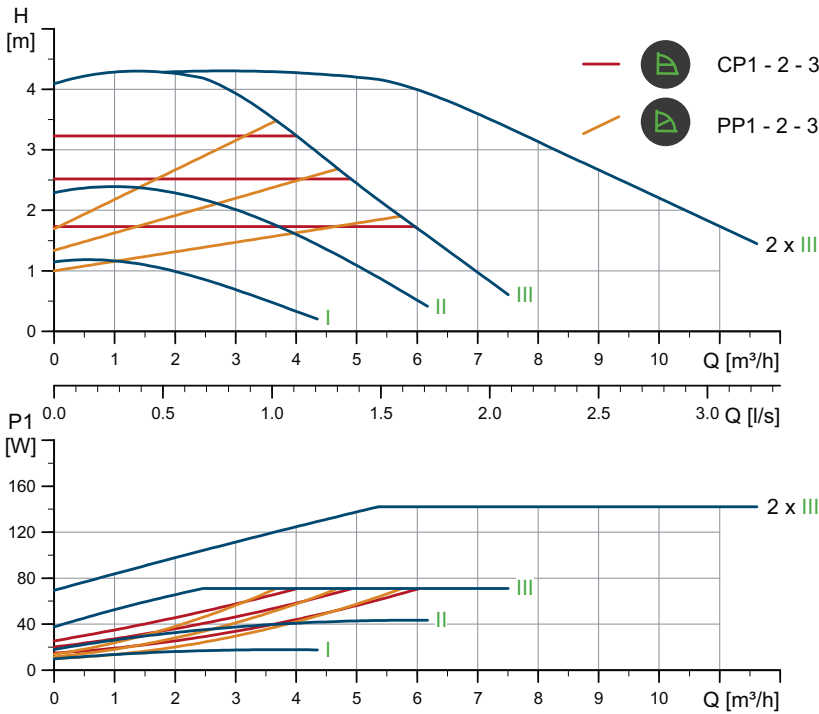 H
[m]
4
3
2
1
0
CP1 - 2 - 3
PP1 - 2 - 3
2 x III
III
II
I
0 1 2 3 4 5 6 7 8 9 10 Q [m³/h]
0.0 0.5 1.0 1.5 2.0 2.5 3.0 Q [l/s]
P1
[W]
160
120
80
40
0
2 x III
III
II
I
0 1 2 3 4 5 6 7 8 9 10 Q [m³/h]